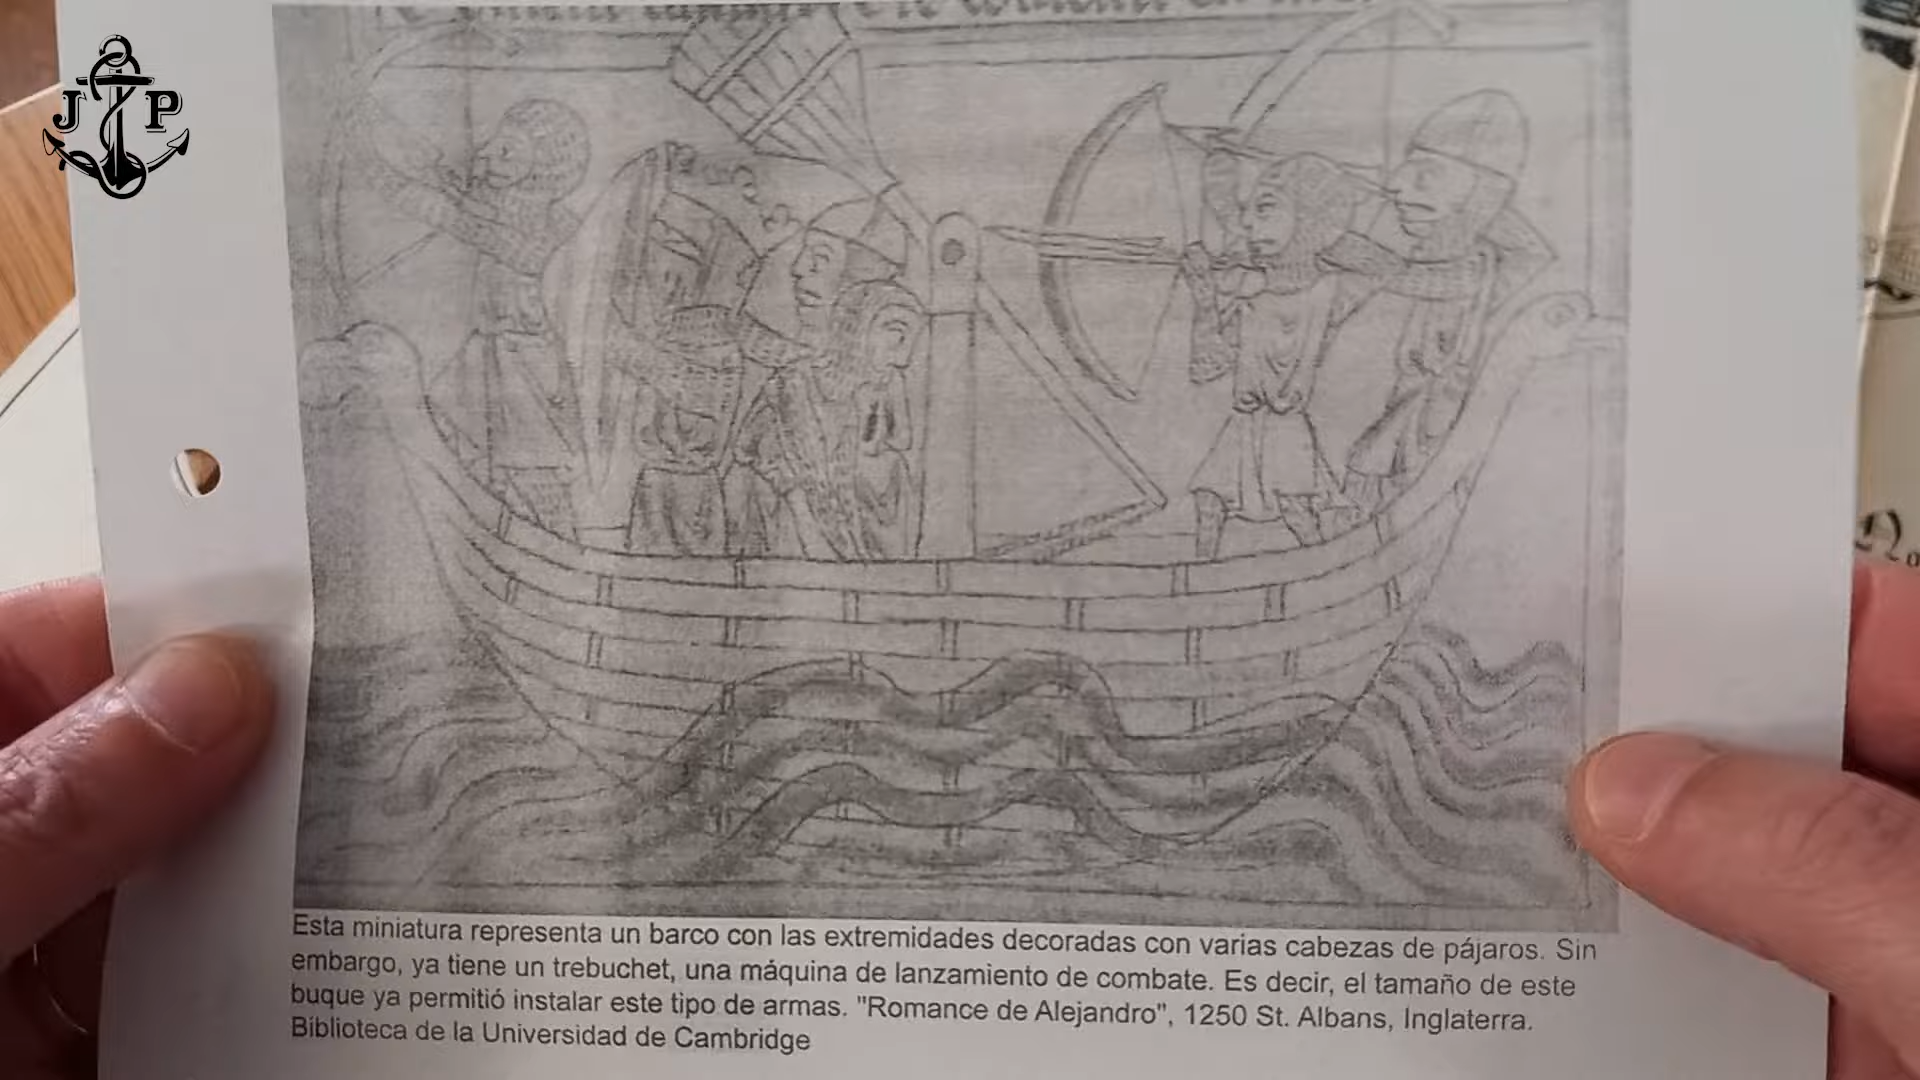 J P
Esta miniatura representa un barco con las extremidades decoradas con varias cabezas de pájaros. Sin
embargo, ya tiene un trebuchet, una máquina de lanzamiento de combate. Es decir, el tamaño de este
buque ya permitió instalar este tipo de armas. "Romance de Alejandro", 1250 St. Albans, Inglaterra.
Biblioteca de la Universidad de Cambridge